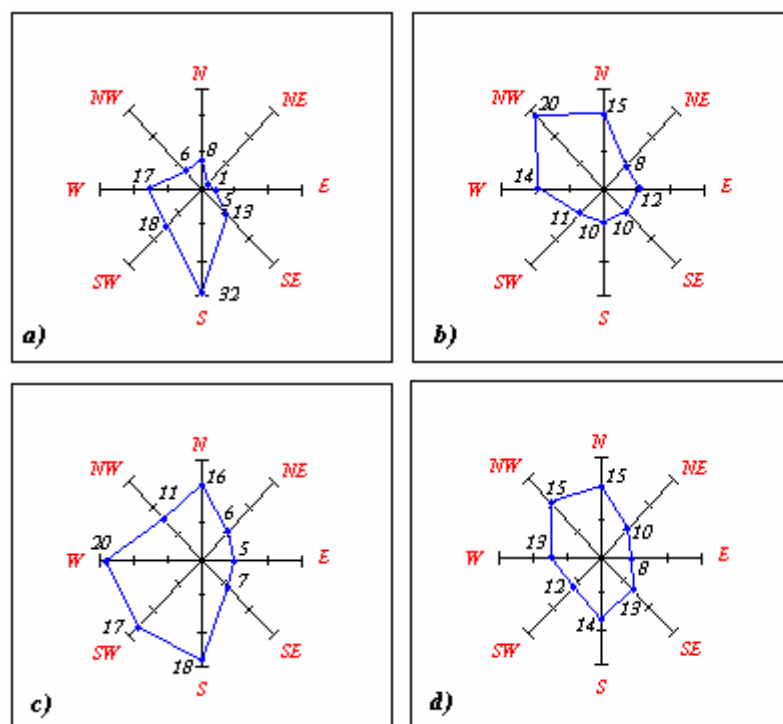 N
NW NE
8
6
17 1
W E
5
18 13
SW SE
32
S
a)
N
NW 20 15 NE
8
14
W E
12
11 10 10
SW SE
S
b)
N
NW NE
16
11 6
20 5
W E
7
17
SW SE
18
S
c)
N
NW NE
15 15
10
13
W E
8
12 13
14
SW SE
S
d)